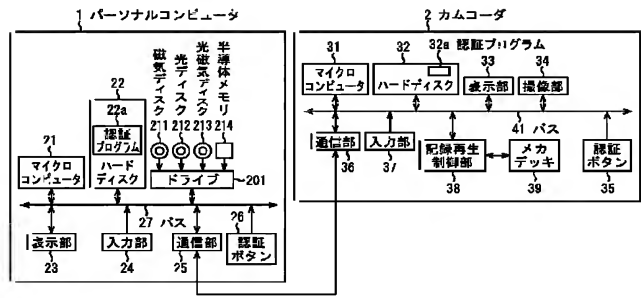 1 パーソナルコンピュータ
磁気ディスク
光ディスク
光磁気ディスク
半導体メモリ
211 212 213 214
22
22a
認証
プログラム
ハード
ディスク
21
マイクロ
コンピュータ
ドライブ
201
27 バス
26
表示部
23
入力部
24
通信部
25
認証
ボタン
2 カムコーダ
31
マイクロ
コンピュータ
32
32a 認証プログラム
ハードディスク
33
表示部
34
撮像部
41 バス
通信部
36
入力部
37
記録再生
制御部
38
メカ
デッキ
39
認証
ボタン
35